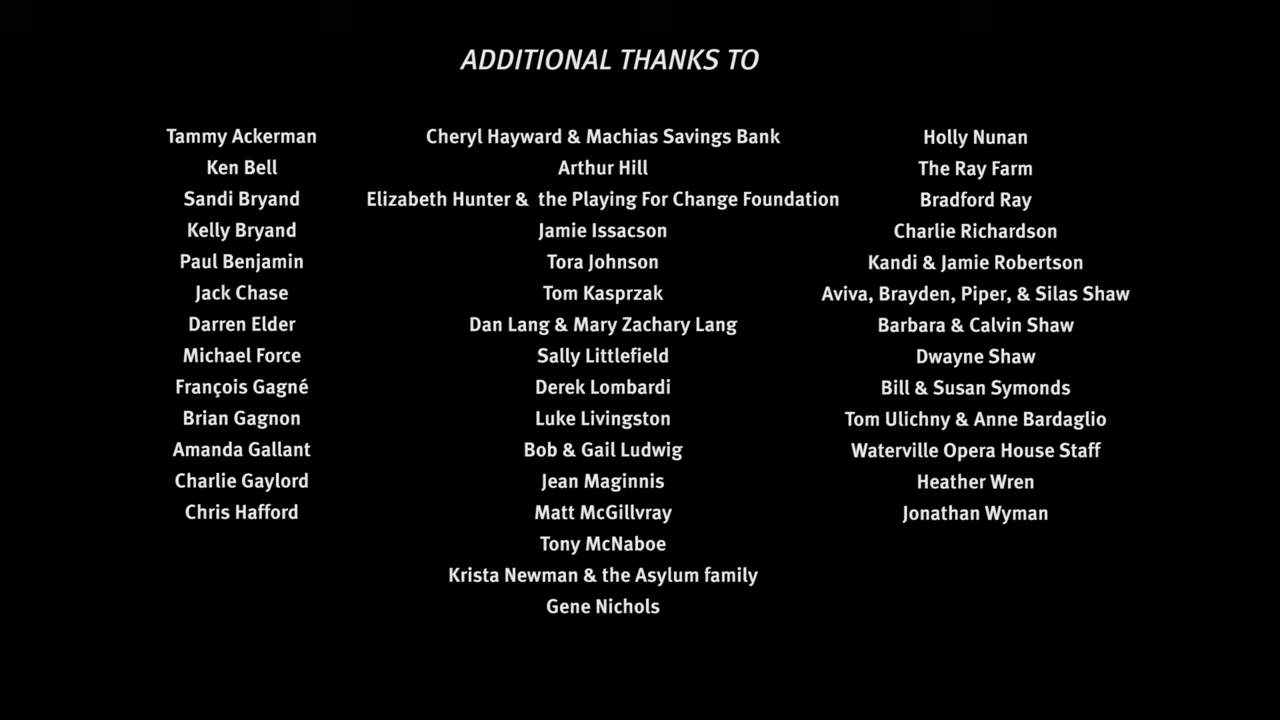 ADDITIONAL THANKS TO
Tammy Ackerman
Ken Bell
Sandi Bryand
Kelly Bryand
Paul Benjamin
Jack Chase
Darren Elder
Michael Force
François Gagné
Brian Gagnon
Amanda Gallant
Charlie Gaylord
Chris Hafford
Cheryl Hayward & Machias Savings Bank
Arthur Hill
Elizabeth Hunter &  the Playing For Change Foundation
Jamie Issacson
Tora Johnson
Tom Kasprzak
Dan Lang & Mary Zachary Lang
Sally Littlefield
Derek Lombardi
Luke Livingston
Bob & Gail Ludwig
Jean Maginnis
Matt McGillvray
Tony McNaboe
Krista Newman & the Asylum family
Gene Nichols
Holly Nunan
The Ray Farm
Bradford Ray
Charlie Richardson
Kandi & Jamie Robertson
Aviva, Brayden, Piper, & Silas Shaw
Barbara & Calvin Shaw
Dwayne Shaw
Bill & Susan Symonds
Tom Ulichny & Anne Bardaglio
Waterville Opera House Staff
Heather Wren
Jonathan Wyman